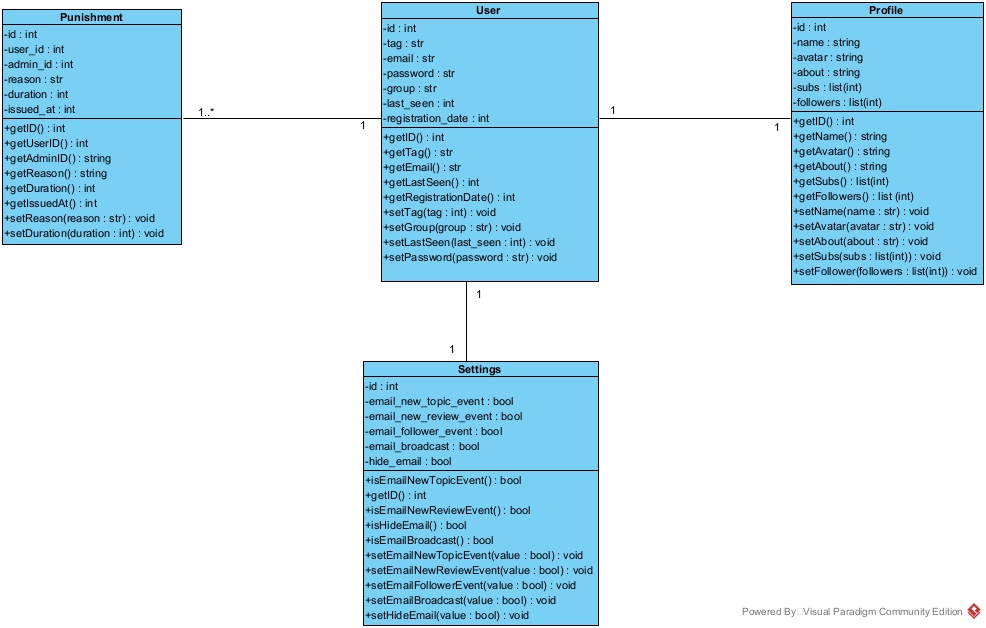 Punishment
-id : int
-user_id : int
-admin_id : int
-reason : str
-duration : int
-issued_at : int
+getID() : int
+getUserID() : int
+getAdminID() : string
+getReason() : string
+getDuration() : int
+getIssuedAt() : int
+setReason(reason : str) : void
+setDuration(duration : int) : void
1..*
1
User
-id : int
-tag : str
-email : str
-password : str
-group : str
-last_seen : int
-registration_date : int
+getID() : int
+getTag() : str
+getEmail() : str
+getLastSeen() : int
+getRegistrationDate() : int
+setTag(tag : int) : void
+setGroup(group : str) : void
+setLastSeen(last_seen : int) : void
+setPassword(password : str) : void
1
1
Profile
-id : int
-name : string
-avatar : string
-about : string
-subs : list(int)
-followers : list(int)
+getID() : int
+getName() : string
+getAvatar() : string
+getAbout() : string
+getSubs() : list(int)
+getFollowers() : list (int)
+setName(name : str) : void
+setAvatar(avatar : str) : void
+setAbout(about : str) : void
+setSubs(subs : list(int)) : void
+setFollower(followers : list(int)) : void
1
1
Settings
-id : int
-email_new_topic_event : bool
-email_new_review_event : bool
-email_follower_event : bool
-email_broadcast : bool
-hide_email : bool
+isEmailNewTopicEvent() : bool
+getID() : int
+isEmailNewReviewEvent() : bool
+isHideEmail() : bool
+isEmailBroadcast() : bool
+setEmailNewTopicEvent(value : bool) : void
+setEmailNewReviewEvent(value : bool) : void
+setEmailFollowerEvent(value : bool) : void
+setEmailBroadcast(value : bool) : void
+setHideEmail(value : bool) : void
Powered By Visual Paradigm Community Edition